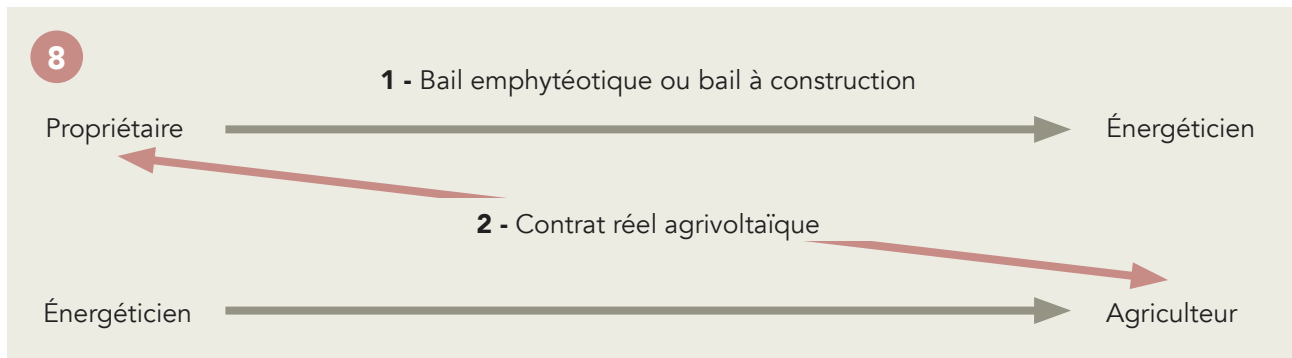 8
1 - Bail emphytéotique ou bail à construction
Propriétaire
Énergéticien
2 - Contrat réel agrivoltaïque
Énergéticien
Agriculteur